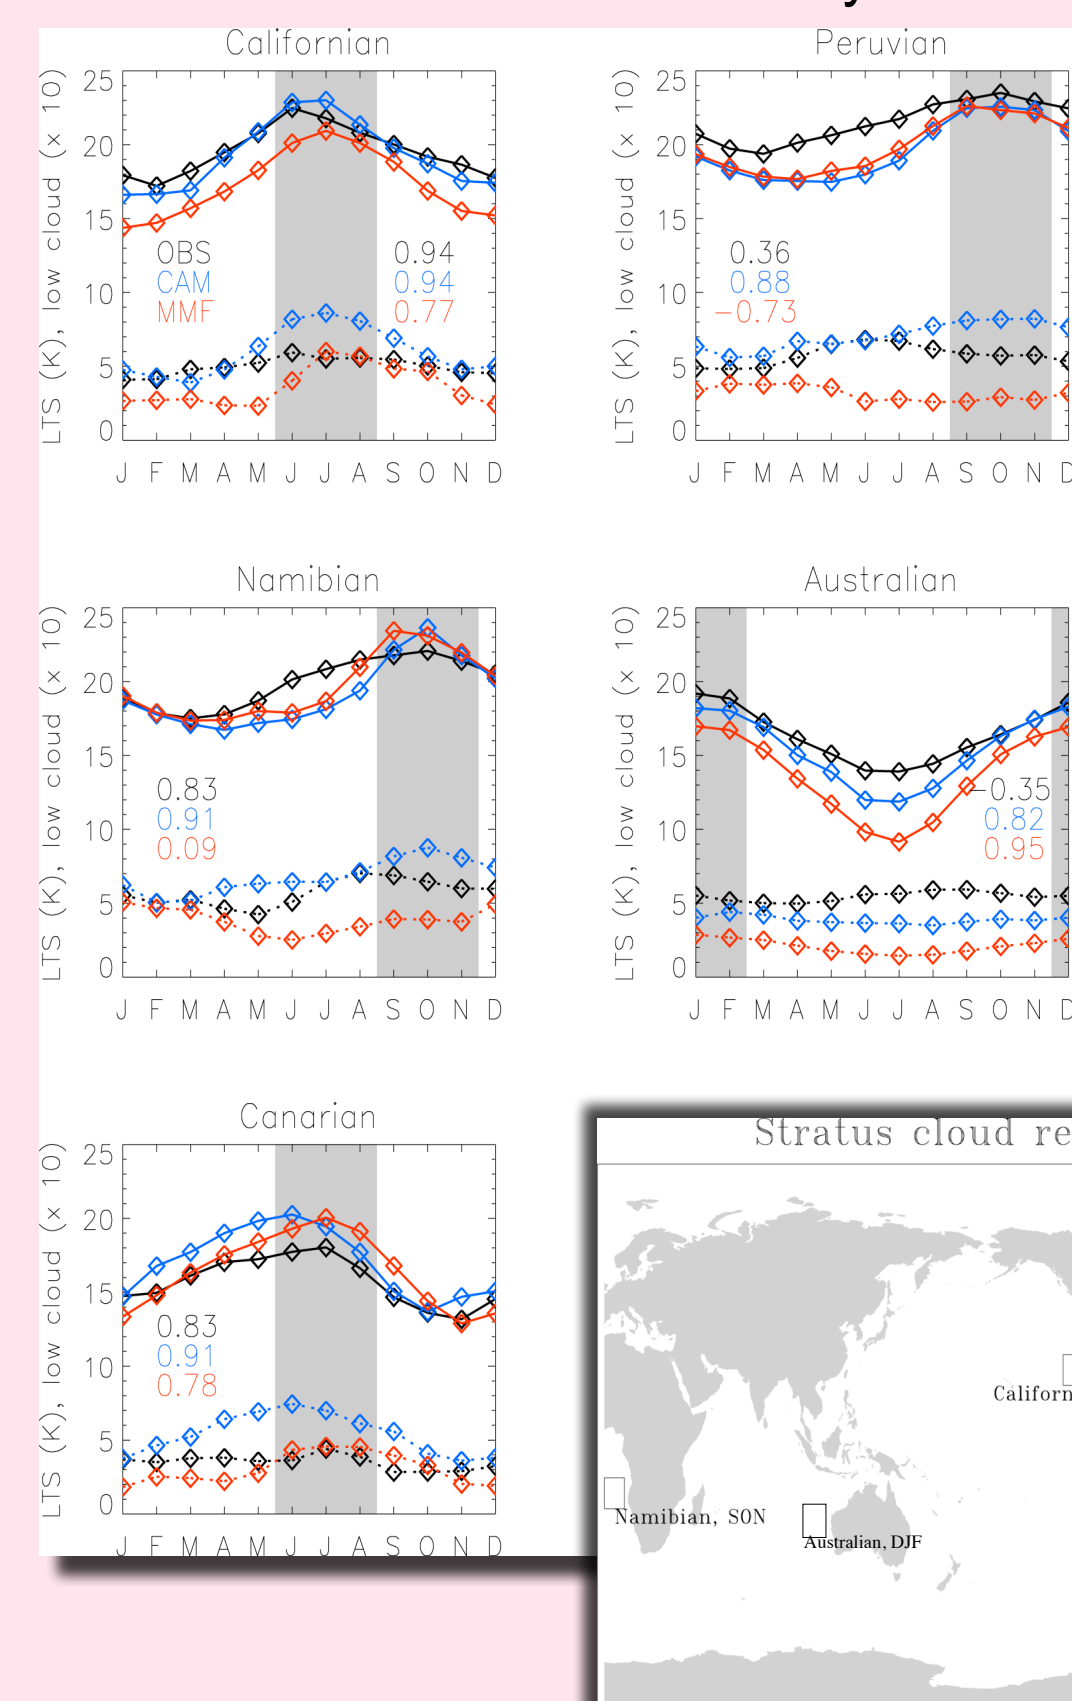 Californian
25
20
15
10
5
0
LTS (K), low cloud (x 10)
OBS
CAM
MMF
0.94
0.94
0.77
J F M A M J J A S O N D
Peruvian
25
20
15
10
5
0
LTS (K), low cloud (x 10)
0.36
0.88
−0.73
J F M A M J J A S O N D
Namibian
25
20
15
10
5
0
LTS (K), low cloud (x 10)
0.83
0.91
0.09
J F M A M J J A S O N D
Australian
25
20
15
10
5
0
LTS (K), low cloud (x 10)
−0.35
0.82
0.95
J F M A M J J A S O N D
Canarian
25
20
15
10
5
0
LTS (K), low cloud (x 10)
0.83
0.91
0.78
J F M A M J J A S O N D
Stratus cloud re
Californ
Namibian, SON
Australian, DJF